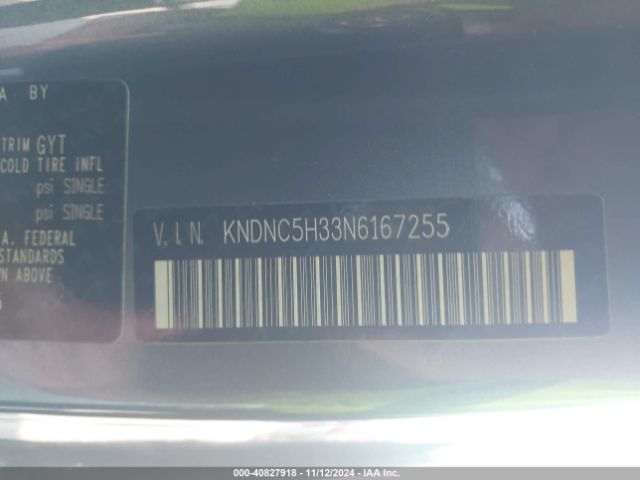 A BY
TRIM GYT
COLD TIRE INFL
psi SINGLE
psi SINGLE
A. FEDERAL
STANDARDS
WN ABOVE
V.I.N. KNDNC5H33N6167255
000-40827918 - 11/12/2024 - IAA Inc.